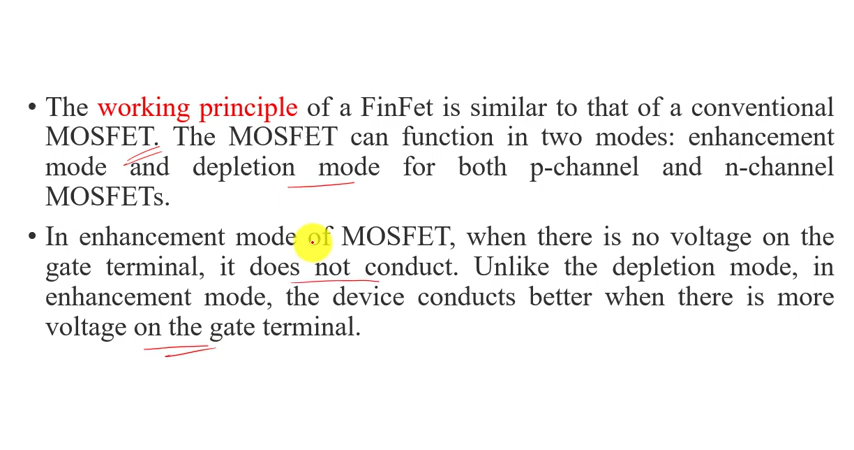 • The working principle of a FinFet is similar to that of a conventional
MOSFET. The MOSFET can function in two modes: enhancement
mode and depletion mode for both p-channel and n-channel
MOSFETs.
• In enhancement mode of MOSFET, when there is no voltage on the
gate terminal, it does not conduct. Unlike the depletion mode, in
enhancement mode, the device conducts better when there is more
voltage on the gate terminal.